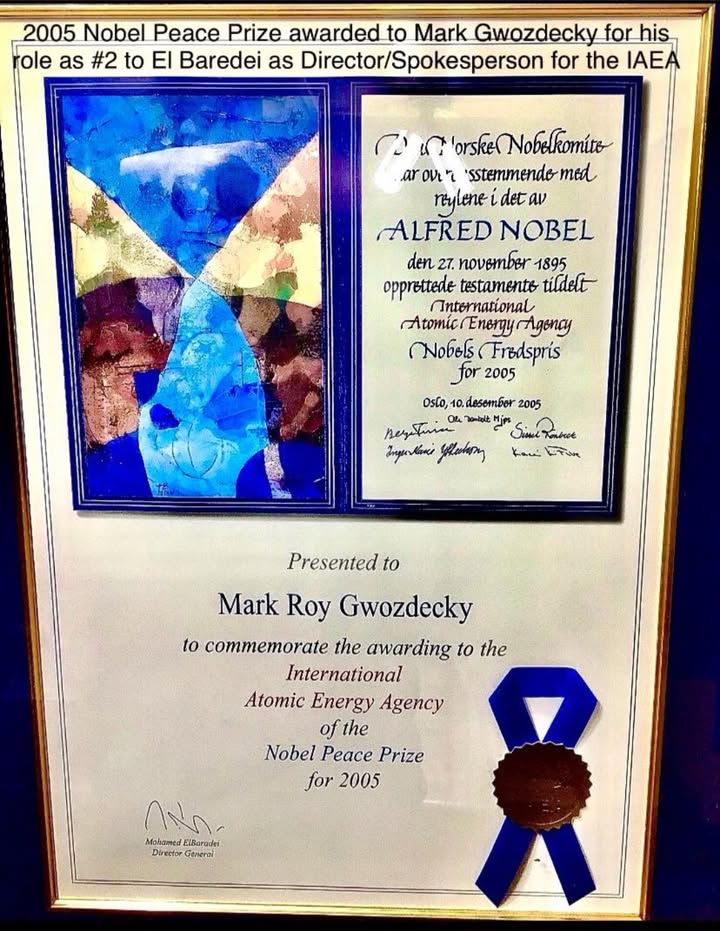 2005 Nobel Peace Prize awarded to Mark Gwozdecky for his
role as #2 to El Baredei as Director/Spokesperson for the IAEA
Norske Nobelkomite
med
reglene i det av
ALFRED NOBEL
den 27. november 1895
opprettede testamente tildelt
International
Atomic Energy Agency
Nobels Fredspris
for 2005
Oslo, 10. desember 2005
Presented to
Mark Roy Gwozdecky
to commemorate the awarding to the
International
Atomic Energy Agency
of the
Nobel Peace Prize
for 2005
Mohamed ElBaradei
Director General